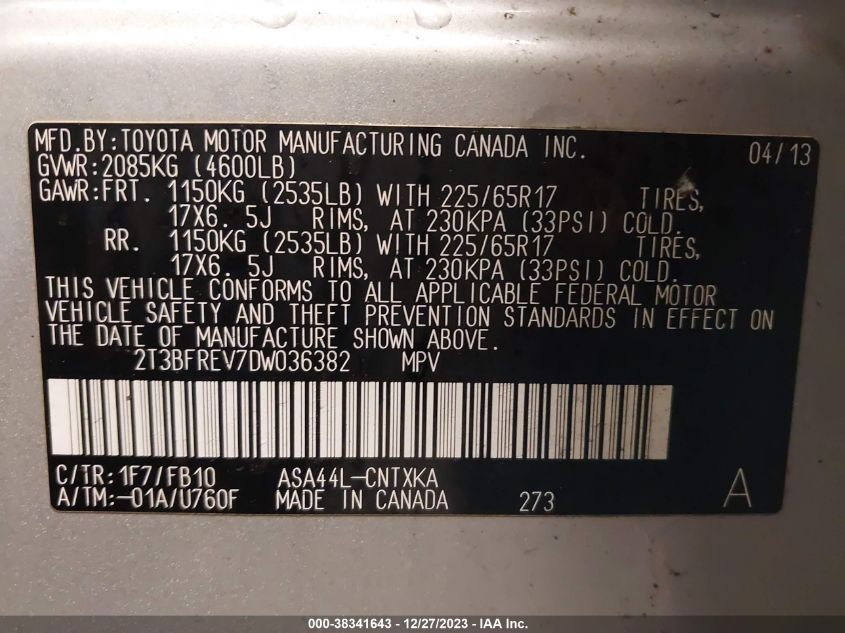 MFD.BY:TOYOTA MOTOR MANUFACTURING CANADA INC. 04/13
GVWR:2085KG (4600LB)
GAWR:FRT. 1150KG (2535LB) WITH 225/65R17 TIRES,
17X6. 5J RIMS, AT 230KPA (33PSI) COLD.
RR. 1150KG (2535LB) WITH 225/65R17 TIRES,
17X6. 5J RIMS, AT 230KPA (33PSI) COLD.
THIS VEHICLE CONFORMS TO ALL APPLICABLE FEDERAL MOTOR
VEHICLE SAFETY AND THEFT PREVENTION STANDARDS IN EFFECT ON
THE DATE OF MANUFACTURE SHOWN ABOVE.
2T3BFREV7DW036382 MPV
C/TR:1F7/FB10 ASA44L-CNTXKA
A/TM:-01A/U760F MADE IN CANADA 273 A
000-38341643 - 12/27/2023 - IAA Inc.